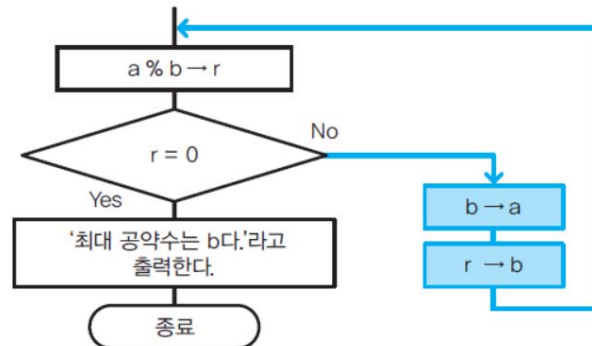 a % b → r
r = 0
No
Yes
b → a
r → b
‘최대 공약수는 b다.’라고
출력한다.
종료